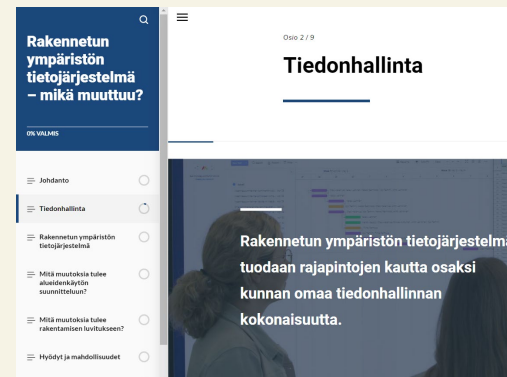 Rakennetun
ympäristön
tietojärjestelmä
– mikä muuttuu?
0% VALMIS
Johdanto
Tiedonhallinta
Rakennetun ympäristön
tietojärjestelmä
Mitä muutoksia tulee
alueidenkäytön
suunnitteluun?
Mitä muutoksia tulee
rakentamisen luvitukseen?
Hyödyt ja mahdollisuudet
Osio 2 / 9
Tiedonhallinta
Rakennetun ympäristön tietojärjestelmä
tuodaan rajapintojen kautta osaksi
kunnan omaa tiedonhallinnan
kokonaisuutta.